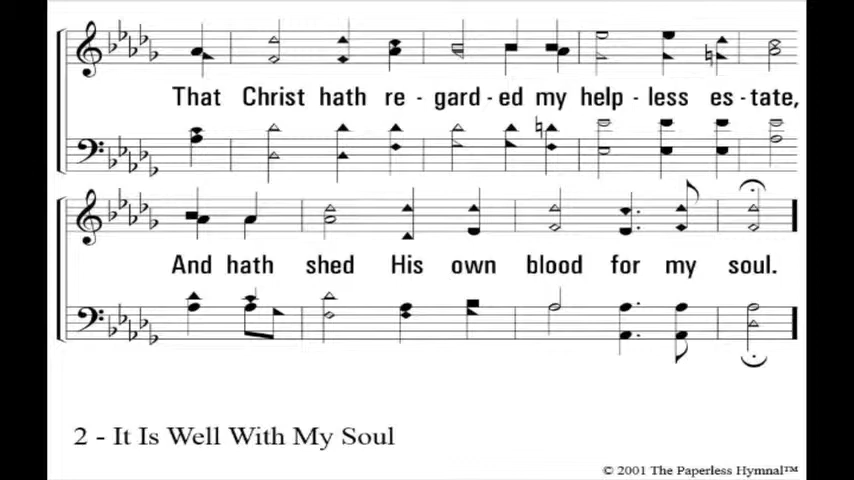 That Christ hath re - gard - ed my help - less es - tate,
And hath shed His own blood for my soul.
2 - It Is Well With My Soul
© 2001 The Paperless Hymnal™